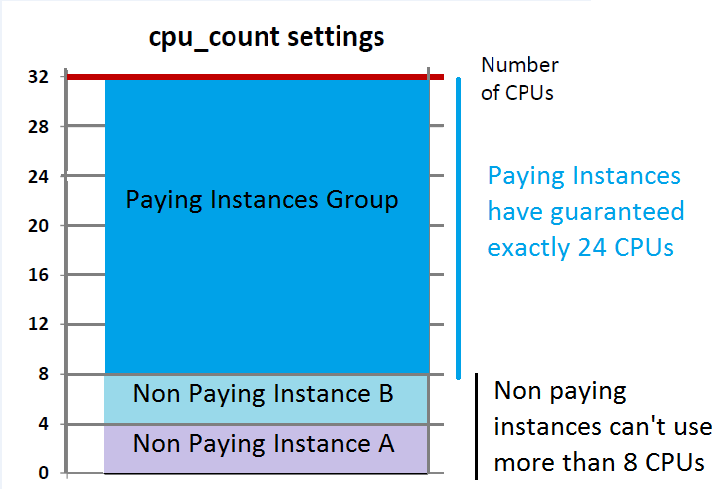 cpu_count settings
Number
of CPUs
32
28
24
20
16
12
8
4
0
Paying Instances Group
Non Paying Instance B
Non Paying Instance A
Paying Instances
have guaranteed
exactly 24 CPUs
Non paying
instances can't use
more than 8 CPUs